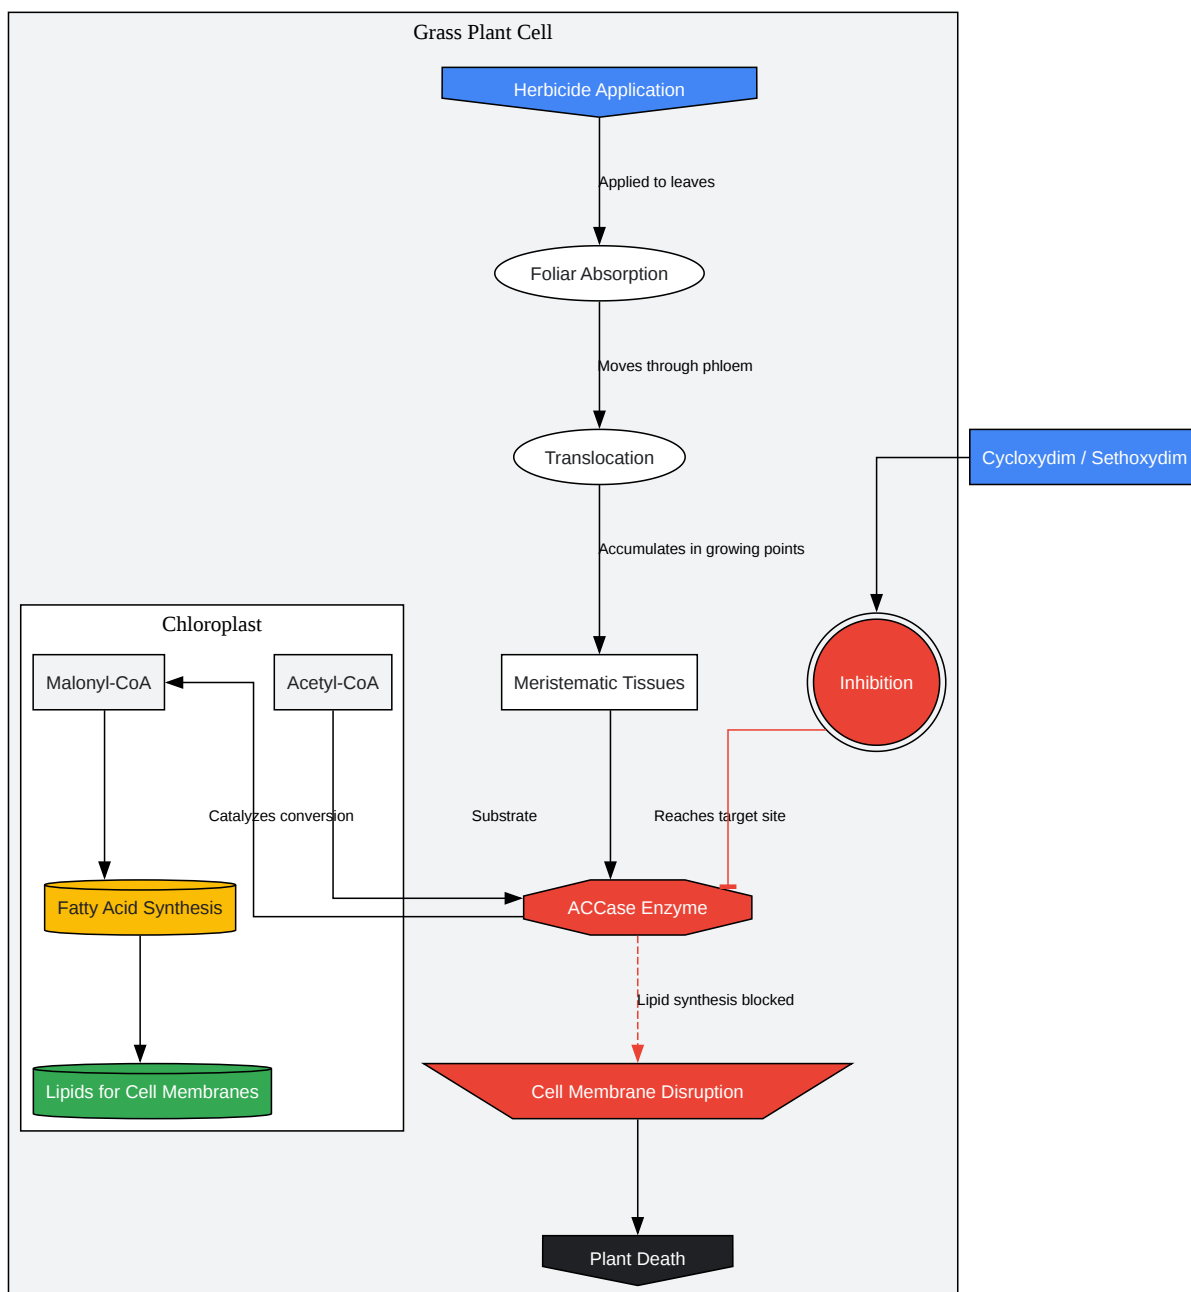 Grass Plant Cell
Herbicide Application
Applied to leaves
Foliar Absorption
Moves through phloem
Translocation
Cycloxydim / Sethoxydim
Accumulates in growing points
Chloroplast
Malonyl-CoA
Acetyl-CoA
Meristematic Tissues
Inhibition
Catalyzes conversion
Substrate
Reaches target site
Fatty Acid Synthesis
ACCase Enzyme
Lipid synthesis blocked
Lipids for Cell Membranes
Cell Membrane Disruption
Plant Death